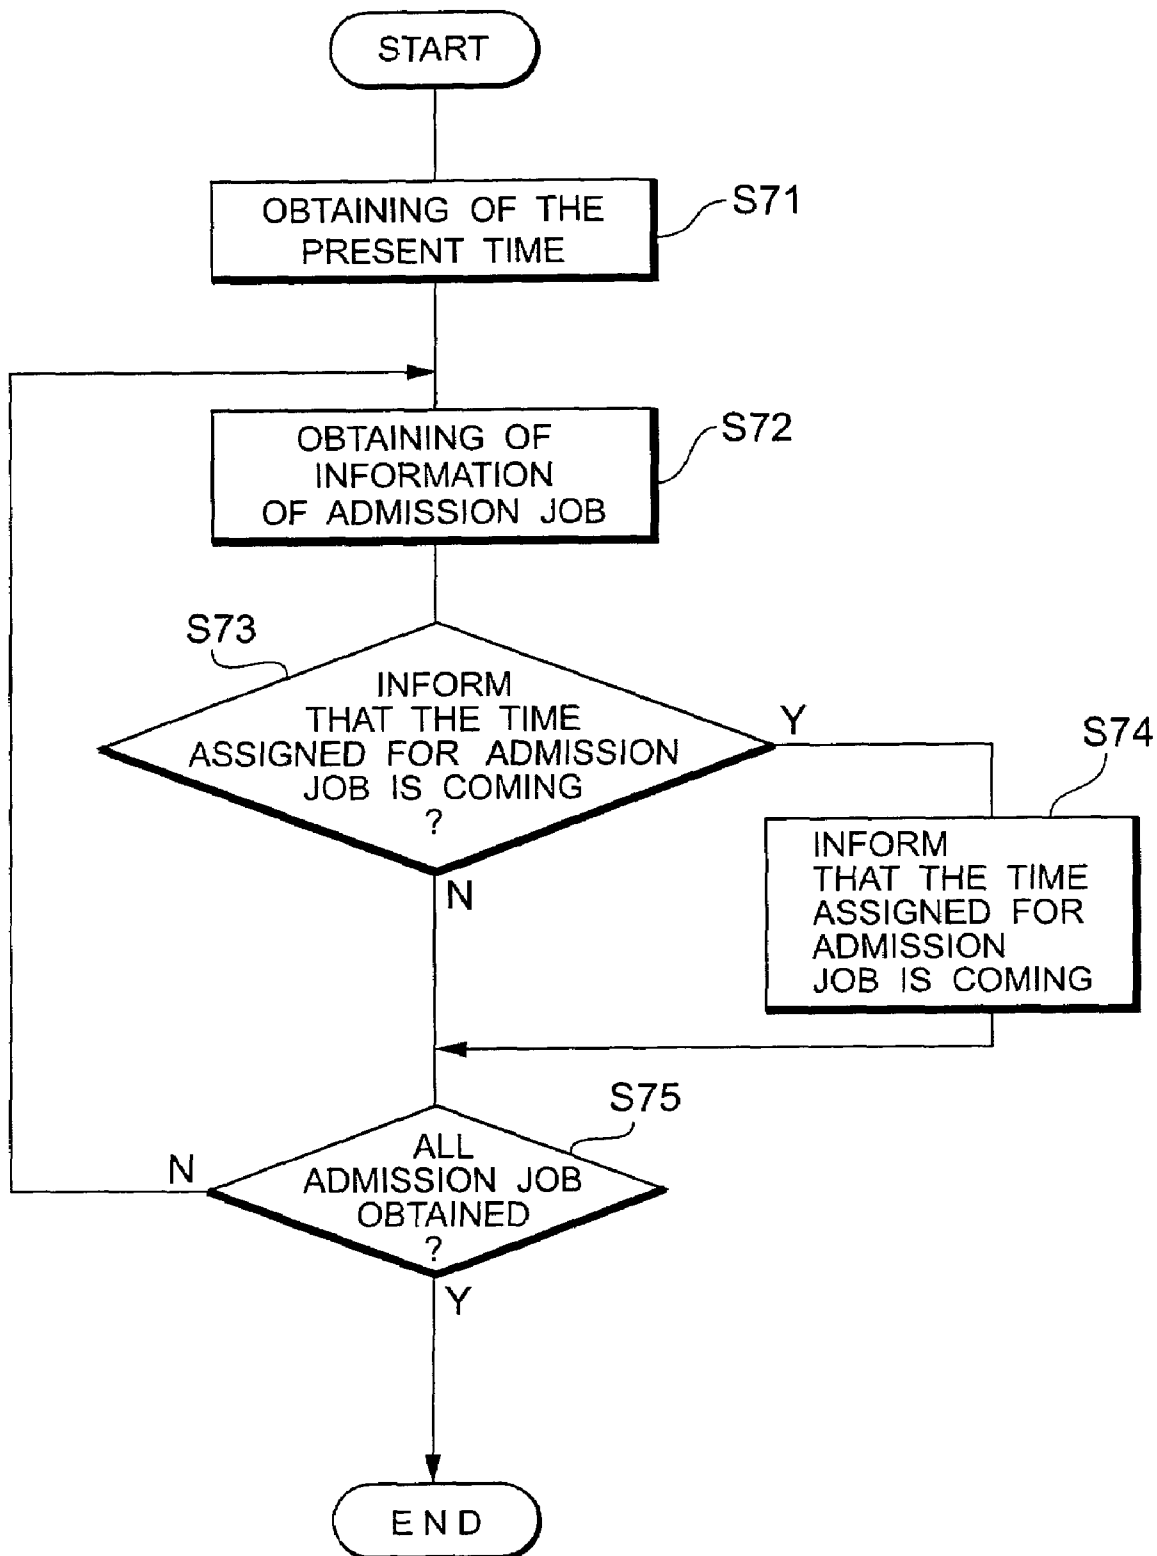 START
OBTAINING OF THE
PRESENT TIME
S71
OBTAINING OF
INFORMATION
OF ADMISSION JOB
S72
S73
INFORM
THAT THE TIME
ASSIGNED FOR ADMISSION
JOB IS COMING
?
Y
N
S74
INFORM
THAT THE TIME
ASSIGNED FOR
ADMISSION
JOB IS COMING
S75
ALL
ADMISSION JOB
OBTAINED
?
N
Y
END